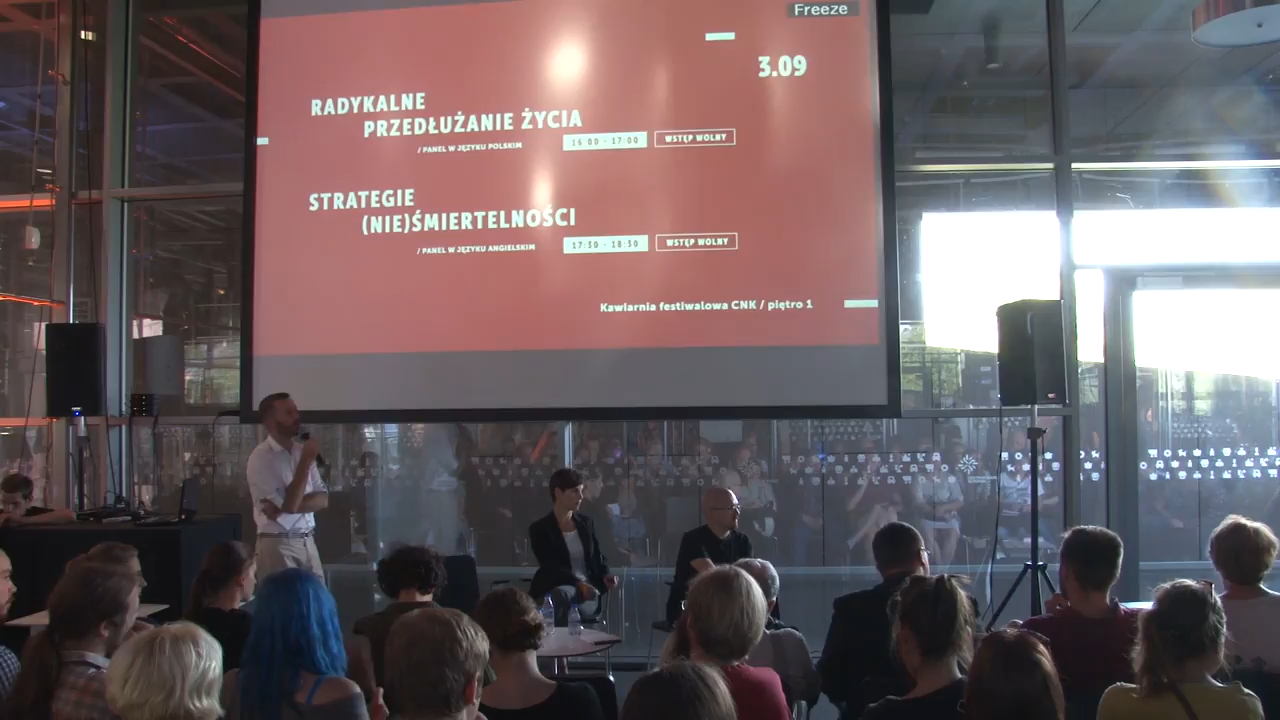 Freeze
3.09
RADYKALNE
PRZEDŁUŻANIE ŻYCIA
/ PANEL W JĘZYKU POLSKIM
16:00 - 17:00
WSTĘP WOLNY
STRATEGIE
(NIE)ŚMIERTELNOŚCI
/ PANEL W JĘZYKU ANGIELSKIM
17:30 - 18:30
WSTĘP WOLNY
Kawiarnia festiwalowa CNK / piętro 1